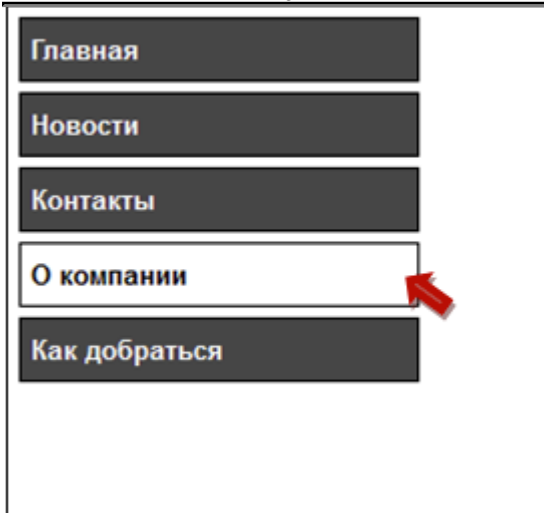 Главная
Новости
Контакты
О компании
Как добраться